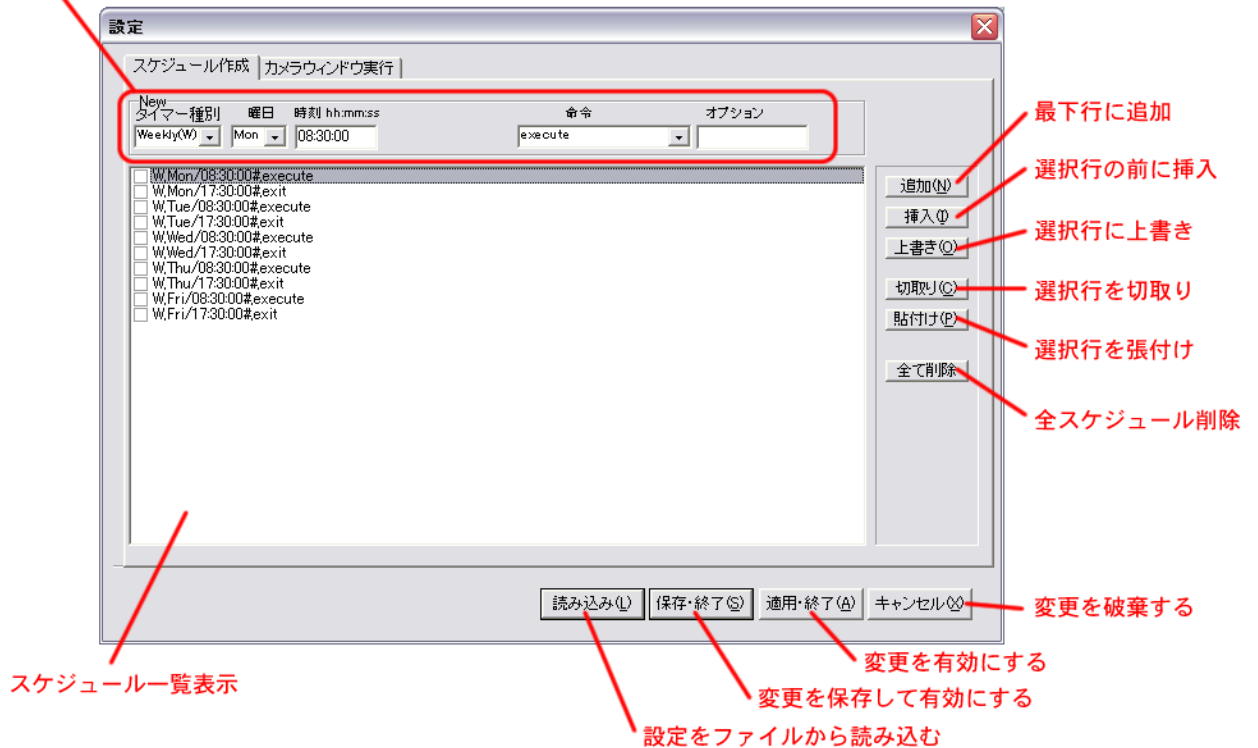 設定
スケジュール作成 カメラウィンドウ実行
New
タイマー種別 曜日 時刻 hh:mm:ss 命令 オプション
Weekly(W) Mon 08:30:00 execute
W,Mon/08:30:00#,execute
W,Mon/17:30:00#,exit
W,Tue/08:30:00#,execute
W,Tue/17:30:00#,exit
W,Wed/08:30:00#,execute
W,Wed/17:30:00#,exit
W,Thu/08:30:00#,execute
W,Thu/17:30:00#,exit
W,Fri/08:30:00#,execute
W,Fri/17:30:00#,exit
追加(N)
挿入(I)
上書き(O)
切取り(C)
貼付け(P)
全て削除
最下行に追加
選択行の前に挿入
選択行に上書き
選択行を切取り
選択行を張付け
全スケジュール削除
読み込み(L) 保存・終了(S) 適用・終了(A) キャンセル(X)
変更を破棄する
変更を有効にする
変更を保存して有効にする
設定をファイルから読み込む
スケジュール一覧表示